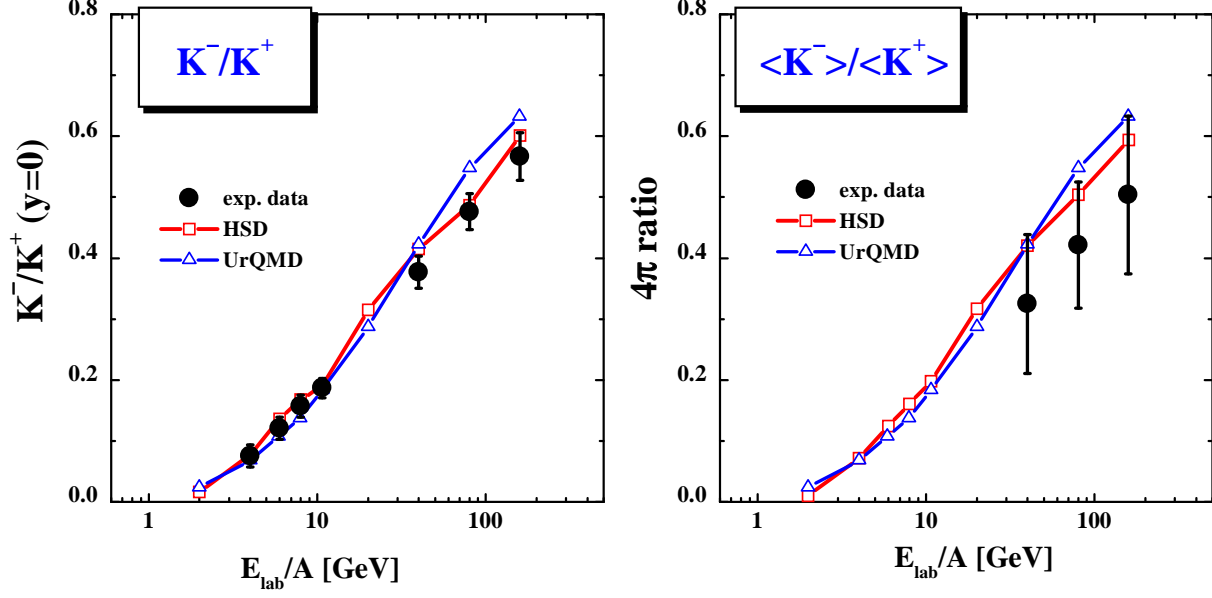 K⁻/K⁺
<K⁻>/<K⁺>
K⁻/K⁺ (y=0)
4π ratio
0.8
0.6
0.4
0.2
0.0
exp. data
HSD
UrQMD
1
10
100
E_lab/A [GeV]
0.8
0.6
0.4
0.2
0.0
exp. data
HSD
UrQMD
1
10
100
E_lab/A [GeV]